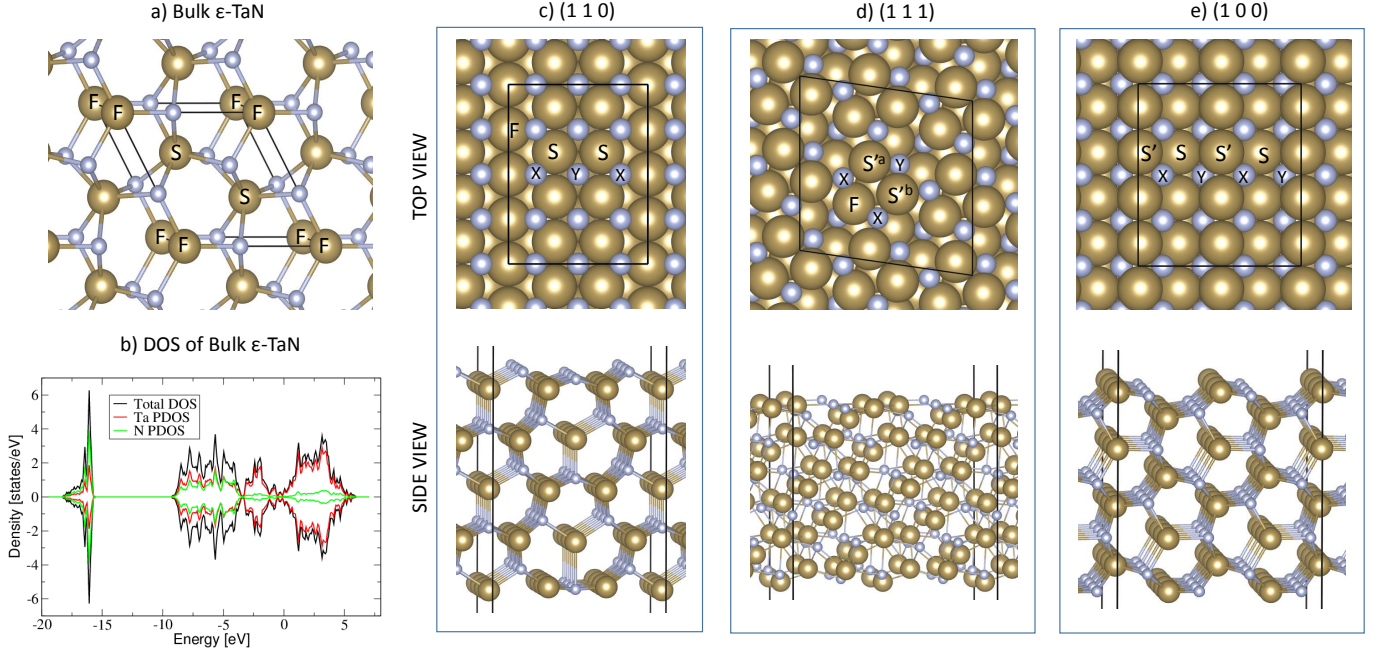 a) Bulk ε-TaN
c) (1 1 0)
d) (1 1 1)
e) (1 0 0)
F F F F
S
S
F F F F
TOP VIEW
F
S S
X Y X
S'a Y
X S'b
F
X
S' S S' S
X Y X Y
b) DOS of Bulk ε-TaN
Density [states/eV]
6
4
2
0
-2
-4
-6
Total DOS
Ta PDOS
N PDOS
-20 -15 -10 -5 0 5
Energy [eV]
SIDE VIEW